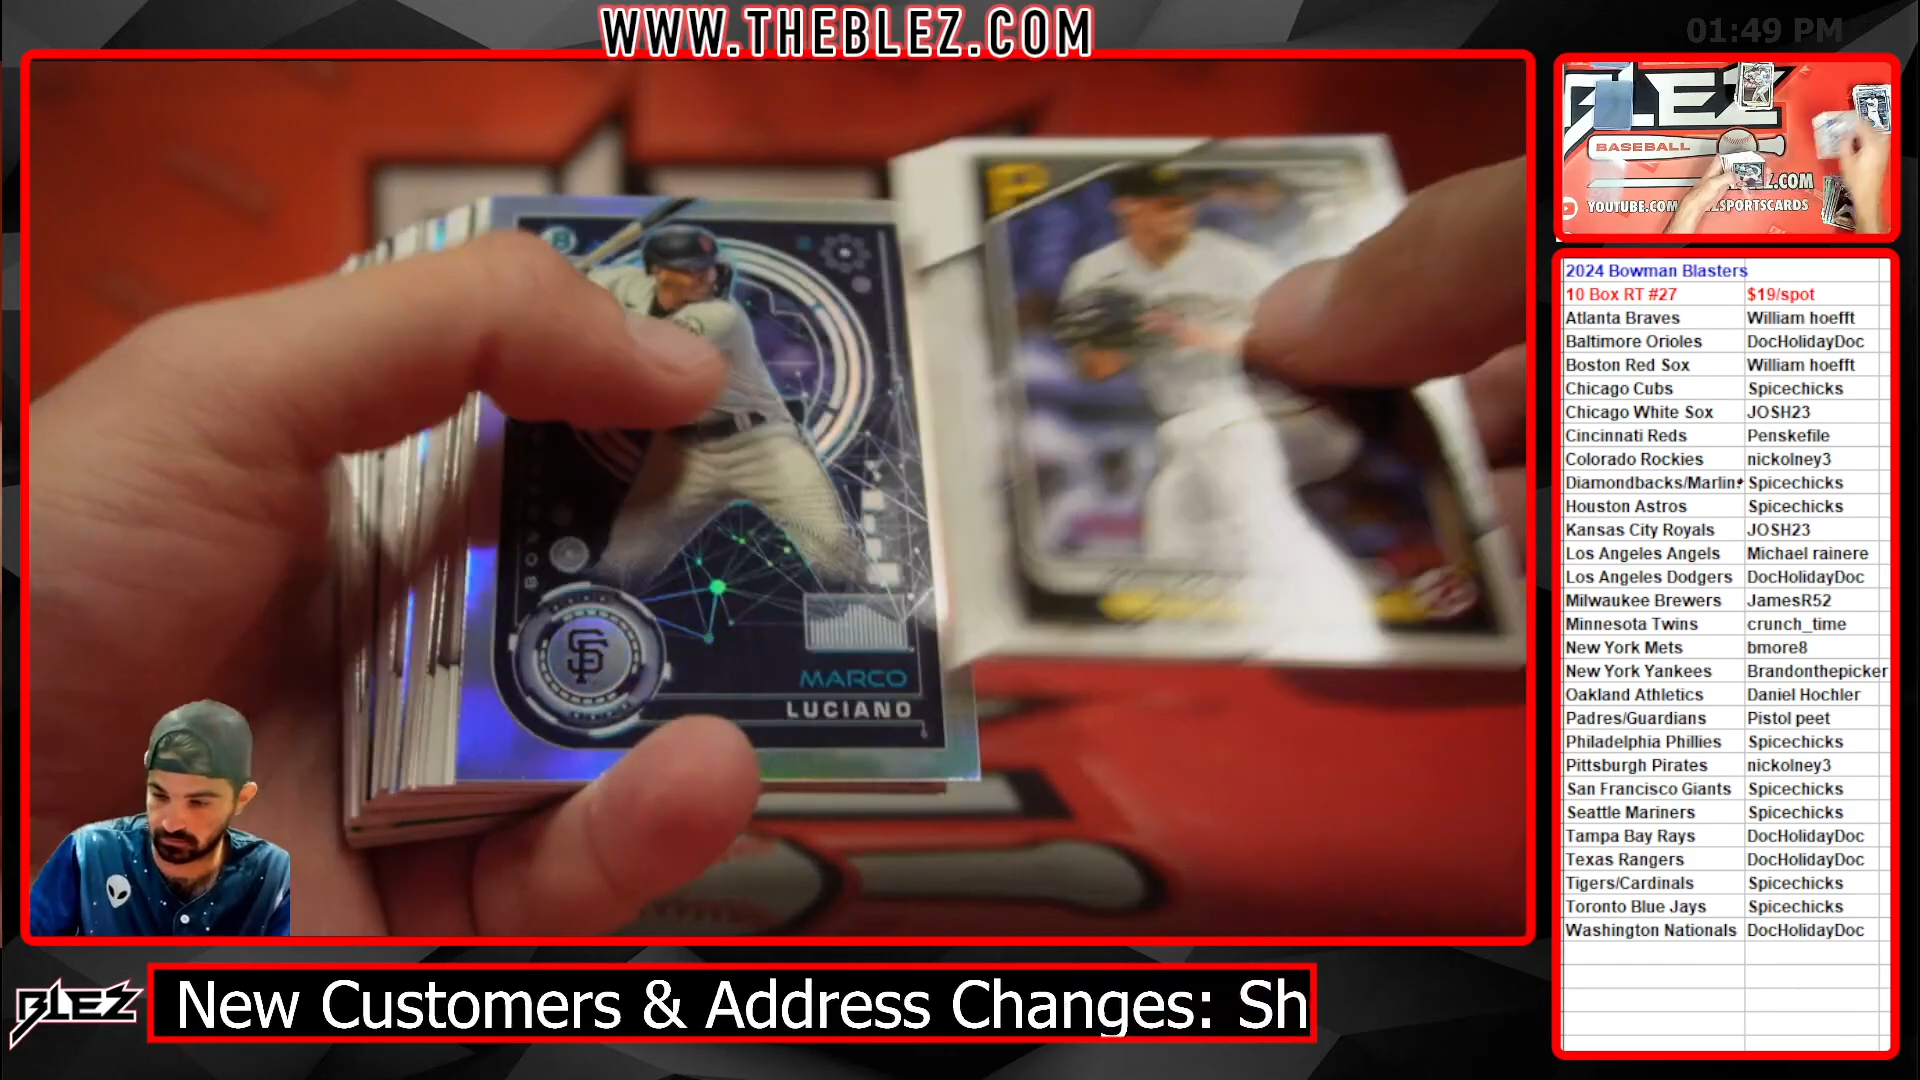 WWW.THEBLEZ.COM
01:49 PM
BLEZ
BASEBALL
Z.COM
YOUTUBE.COM
LSPORTSCARDS
P
B
SF
MARCO
LUCIANO
2024 Bowman Blasters
10 Box RT #27 $19/spot
Atlanta Braves William hoefft
Baltimore Orioles DocHolidayDoc
Boston Red Sox William hoefft
Chicago Cubs Spicechicks
Chicago White Sox JOSH23
Cincinnati Reds Penskefile
Colorado Rockies nickolney3
Diamondbacks/Marlin Spicechicks
Houston Astros Spicechicks
Kansas City Royals JOSH23
Los Angeles Angels Michael rainere
Los Angeles Dodgers DocHolidayDoc
Milwaukee Brewers JamesR52
Minnesota Twins crunch_time
New York Mets bmore8
New York Yankees Brandonthepicker
Oakland Athletics Daniel Hochler
Padres/Guardians Pistol peet
Philadelphia Phillies Spicechicks
Pittsburgh Pirates nickolney3
San Francisco Giants Spicechicks
Seattle Mariners Spicechicks
Tampa Bay Rays DocHolidayDoc
Texas Rangers DocHolidayDoc
Tigers/Cardinals Spicechicks
Toronto Blue Jays Spicechicks
Washington Nationals DocHolidayDoc
BLEZ
New Customers & Address Changes: Sh